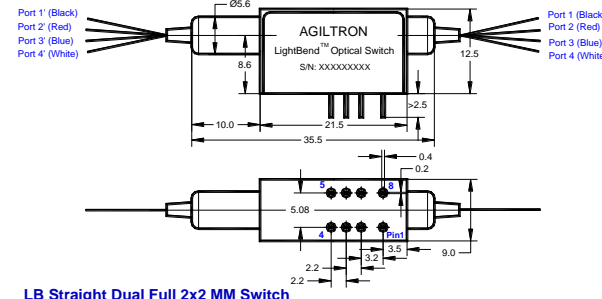 Port 1' (Black)
Port 2' (Red)
Port 3' (Blue)
Port 4' (White)
Ø5.6
AGILTRON
LightBend™ Optical Switch
S/N: XXXXXXXXX
Port 1 (Black)
Port 2 (Red)
Port 3 (Blue)
Port 4 (White
8.6
12.5
>2.5
10.0
21.5
35.5
0.4
0.2
5
8
5.08
4
Pin1
3.5
9.0
3.2
2.2
2.2
LB Straight Dual Full 2x2 MM Switch